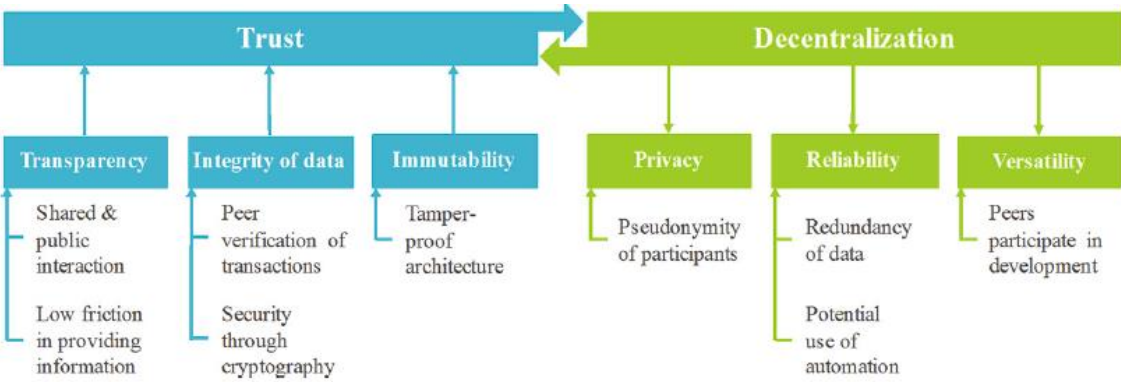 Trust
Decentralization
Transparency
Integrity of data
Immutability
Privacy
Reliability
Versatility
Shared &
public
interaction
Low friction
in providing
information
Peer
verification of
transactions
Security
through
cryptography
Tamper-
proof
architecture
Pseudonymity
of participants
Redundancy
of data
Potential
use of
automation
Peers
participate in
development